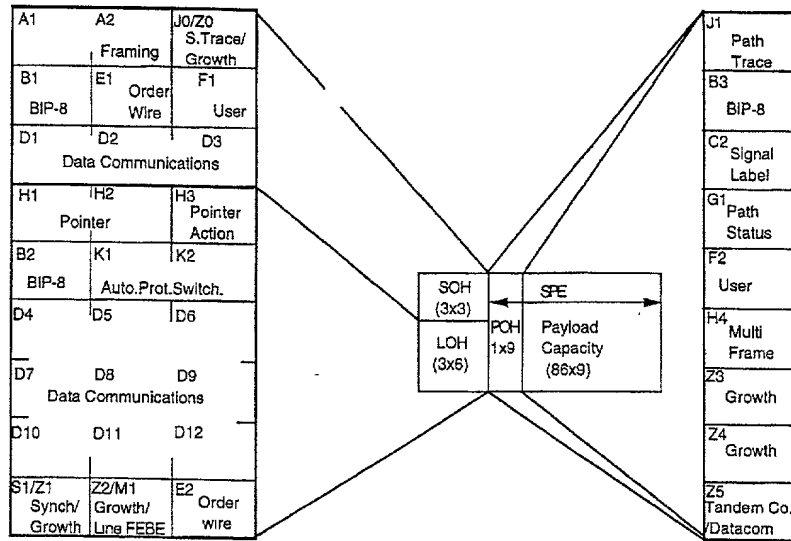 A1 A2 J0/Z0
Framing S.Trace/
Growth
B1 E1 Order F1
BIP-8 Wire User
D1 D2 D3
Data Communications
H1 H2 H3
Pointer Pointer
Action
B2 K1 K2
BIP-8 Auto.Prot.Switch.
D4 D5 D6
D7 D8 D9
Data Communications
D10 D11 D12
S1/Z1 Z2/M1 E2
Synch/ Growth/ Order
Growth Line FEBE wire
SOH
(3x3)
LOH
(3x6)
SPE
POH
1x9
Payload
Capacity
(86x9)
J1
Path
Trace
B3
BIP-8
C2 Signal
Label
G1 Path
Status
F2
User
H4 Multi
Frame
Z3
Growth
Z4
Growth
Z5
Tandem Co.
/Datacom